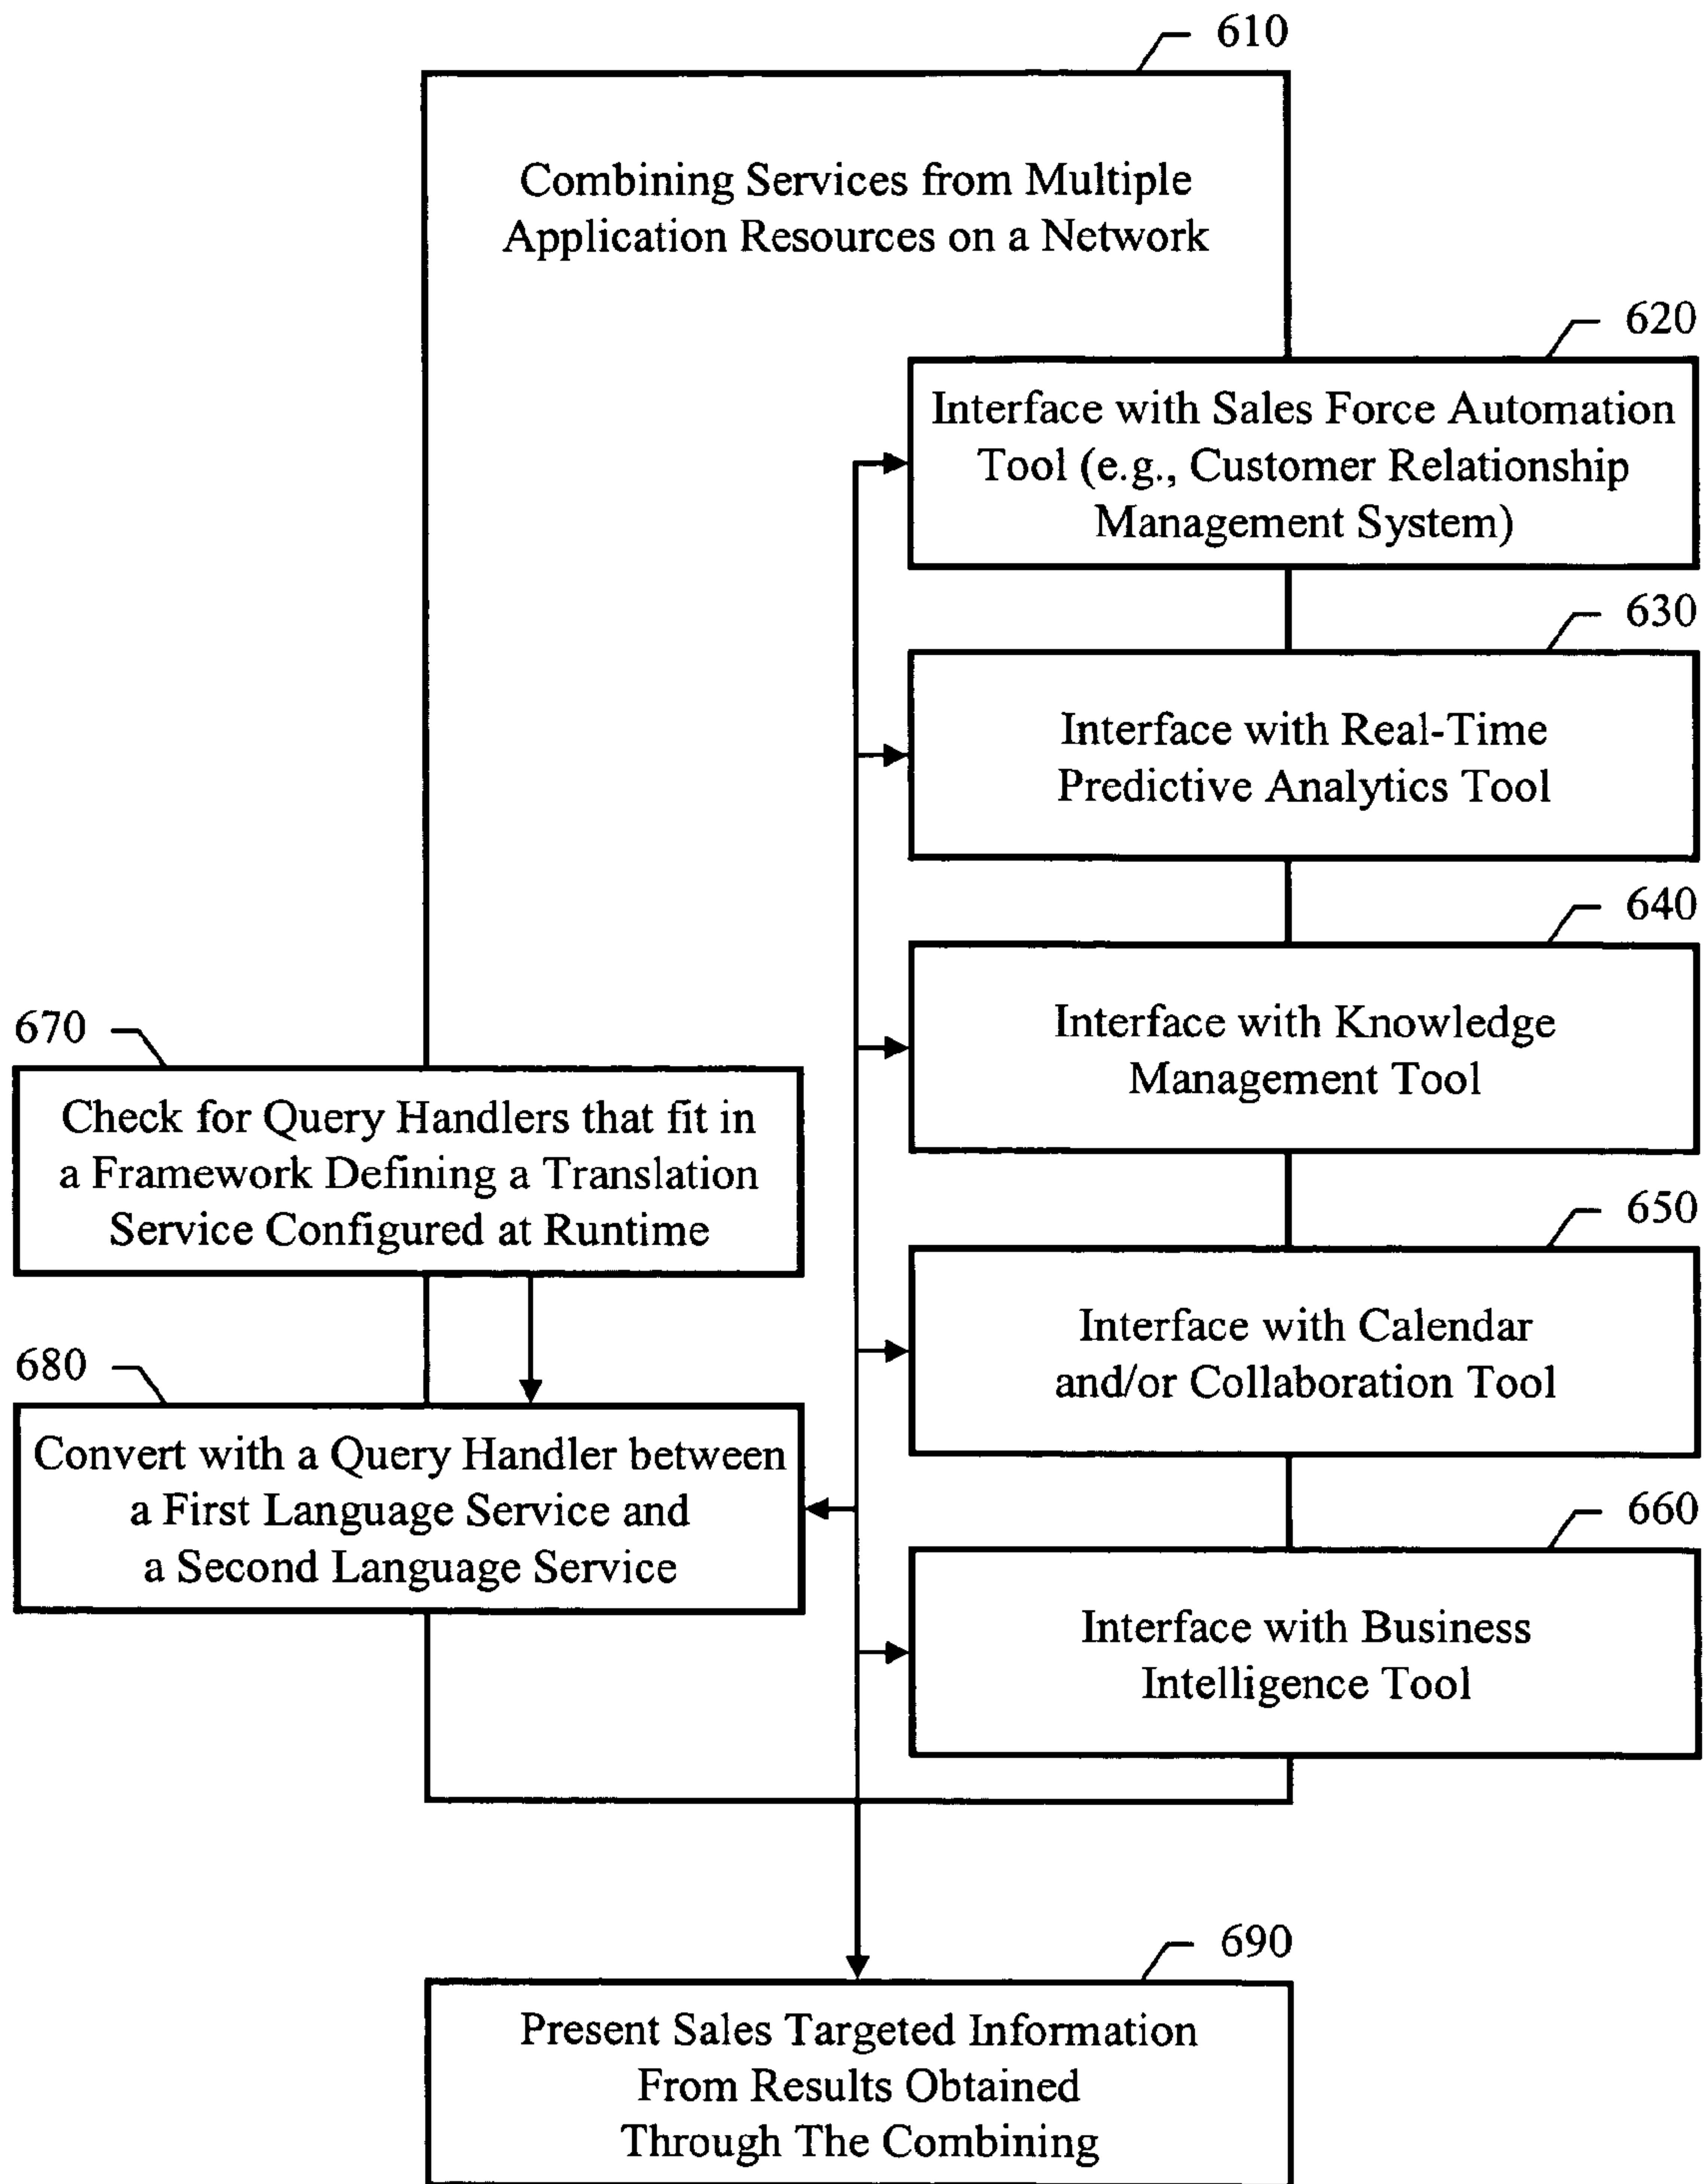 610
Combining Services from Multiple
Application Resources on a Network
620
Interface with Sales Force Automation
Tool (e.g., Customer Relationship
Management System)
630
Interface with Real-Time
Predictive Analytics Tool
640
Interface with Knowledge
Management Tool
670
Check for Query Handlers that fit in
a Framework Defining a Translation
Service Configured at Runtime
650
Interface with Calendar
and/or Collaboration Tool
680
Convert with a Query Handler between
a First Language Service and
a Second Language Service
660
Interface with Business
Intelligence Tool
690
Present Sales Targeted Information
From Results Obtained
Through The Combining